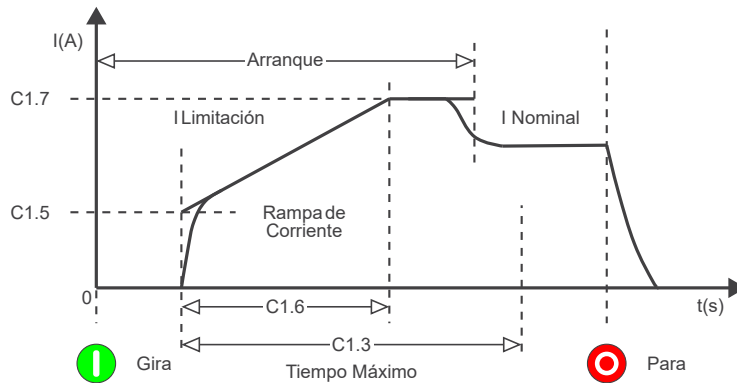 I(A)
Arranque
C1.7
I Limitación
I Nominal
C1.5
Rampa de
Corriente
0
C1.6
t(s)
C1.3
Gira
Tiempo Máximo
Para